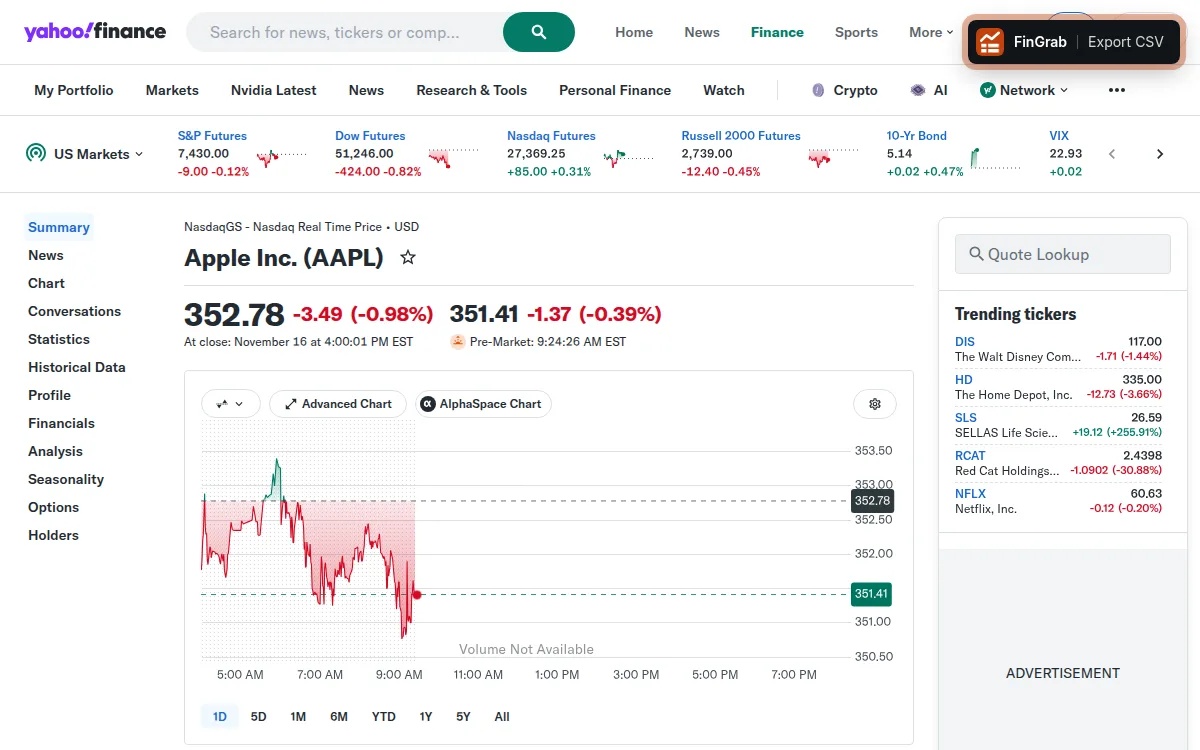 yahoo!finance
Search for news, tickers or comp...
Home
News
Finance
Sports
More
FinGrab | Export CSV
My Portfolio
Markets
Nvidia Latest
News
Research & Tools
Personal Finance
Watch
Crypto
AI
Network
US Markets
S&P Futures
7,430.00
-9.00 -0.12%
Dow Futures
51,246.00
-424.00 -0.82%
Nasdaq Futures
27,369.25
+85.00 +0.31%
Russell 2000 Futures
2,739.00
-12.40 -0.45%
10-Yr Bond
5.14
+0.02 +0.47%
VIX
22.93
+0.02
Summary
News
Chart
Conversations
Statistics
Historical Data
Profile
Financials
Analysis
Seasonality
Options
Holders
NasdaqGS - Nasdaq Real Time Price • USD
Apple Inc. (AAPL)
352.78 -3.49 (-0.98%)
At close: November 16 at 4:00:01 PM EST
351.41 -1.37 (-0.39%)
Pre-Market: 9:24:26 AM EST
Advanced Chart
AlphaSpace Chart
353.50
353.00
352.78
352.50
352.00
351.41
351.00
350.50
Volume Not Available
5:00 AM
7:00 AM
9:00 AM
11:00 AM
1:00 PM
3:00 PM
5:00 PM
7:00 PM
1D
5D
1M
6M
YTD
1Y
5Y
All
Quote Lookup
Trending tickers
DIS 117.00
The Walt Disney Com... -1.71 (-1.44%)
HD 335.00
The Home Depot, Inc. -12.73 (-3.66%)
SLS 26.59
SELLAS Life Scie... +19.12 (+255.91%)
RCAT 2.4398
Red Cat Holdings... -1.0902 (-30.88%)
NFLX 60.63
Netflix, Inc. -0.12 (-0.20%)
ADVERTISEMENT